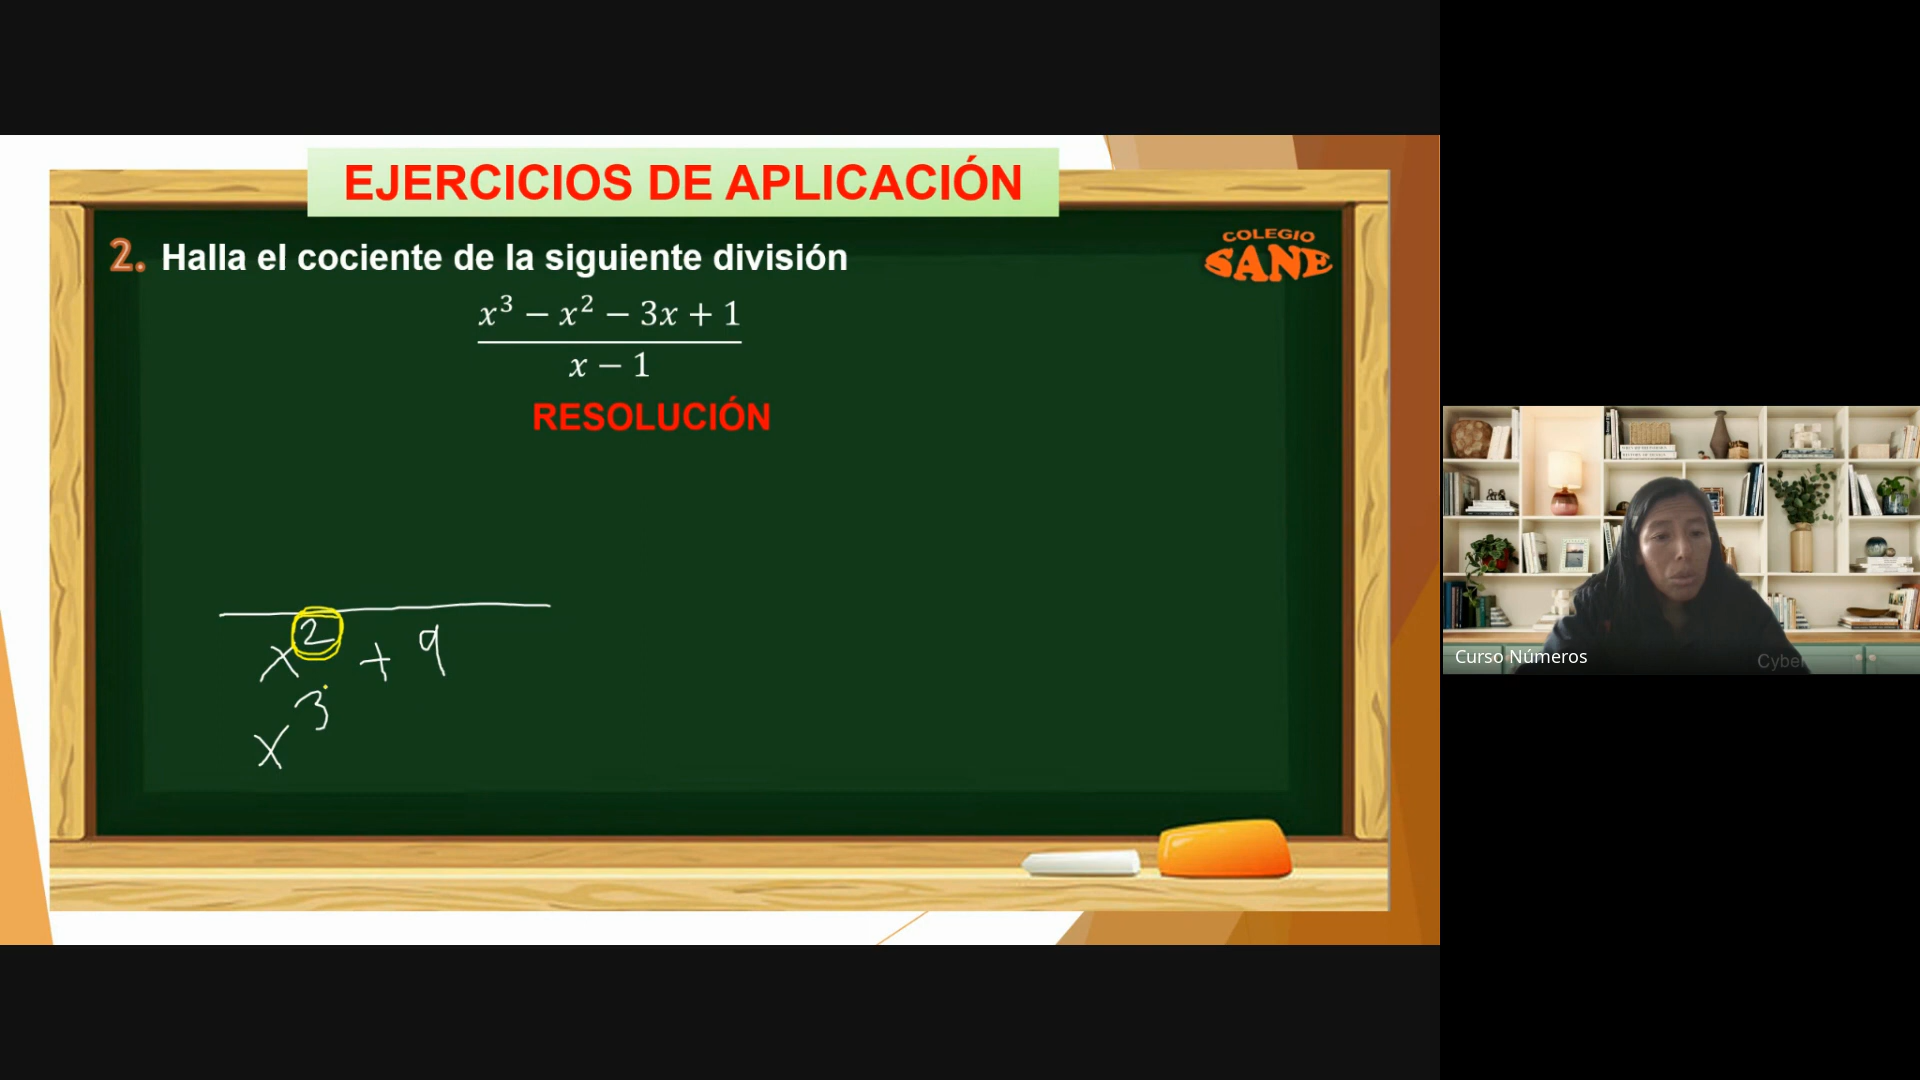 EJERCICIOS DE APLICACIÓN
COLEGIO
SANE
2. Halla el cociente de la siguiente división
x³ − x² − 3x + 1
x − 1
RESOLUCIÓN
x² + 9
x³
Curso Números
Cyber